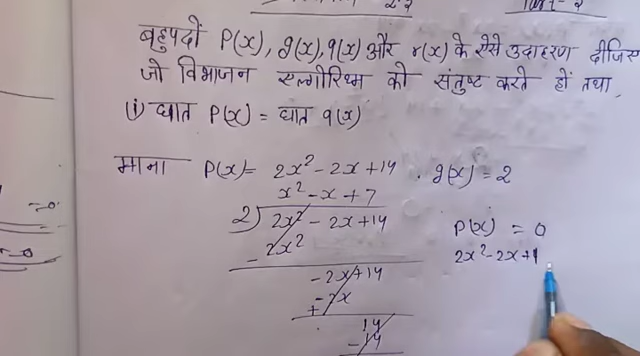 बहुपदों P(x), g(x), q(x) और r(x) के ऐसे उदाहरण दीजिए
जो विभाजन एल्गोरिथ्म को संतुष्ट करते हों तथा
(i) घात P(x) = घात q(x)
माना P(x) = 2x² - 2x + 14 . g(x) = 2
x² - x + 7
2) 2x² - 2x + 14
- 2x²
-2x + 14
+ -2x
14
- 14
P(x) = 0
2x² - 2x + 1